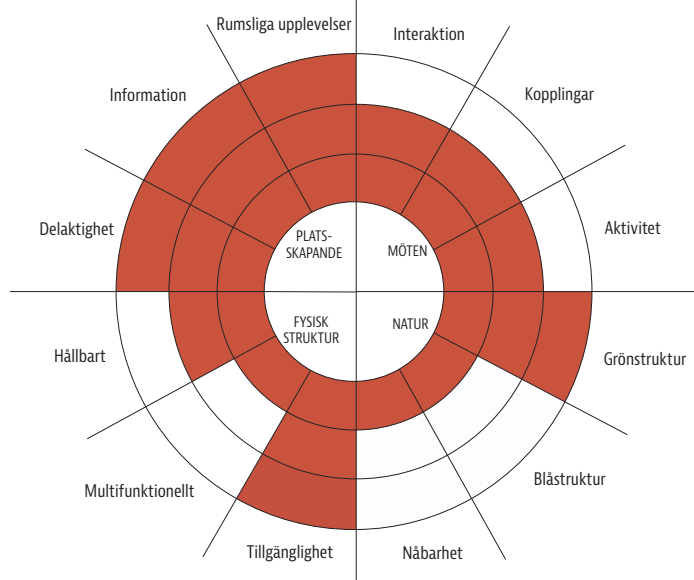 Rumsliga upplevelser
Interaktion
Information
Kopplingar
Delaktighet
Aktivitet
PLATS-
SKAPANDE
MÖTEN
FYSISK
STRUKTUR
NATUR
Hållbart
Grönstruktur
Multifunktionellt
Blåstruktur
Tillgänglighet
Nåbarhet